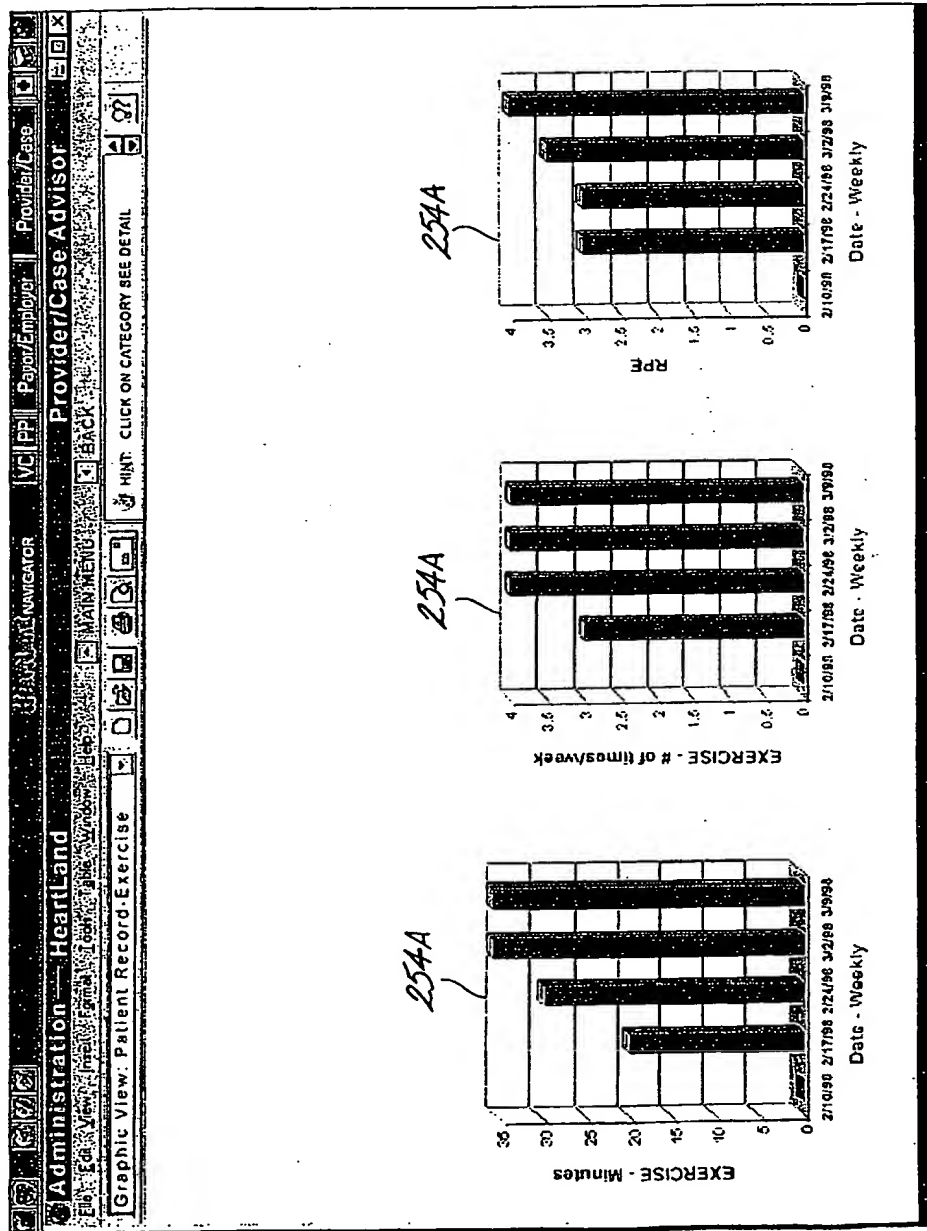 NAVIGATOR VC PP Payor/Employer Provider/Case
Administration — HeartLand Provider/Case Advisor
File Edit View Insert Format Tools Table Window Help MAIN MENU BACK
Graphic View: Patient Record-Exercise HINT: CLICK ON CATEGORY SEE DETAIL ??
254A
EXERCISE - Minutes
35
30
25
20
15
10
5
0
2/10/98 2/17/98 2/24/98 3/2/98 3/9/98
Date - Weekly
254A
EXERCISE - # of times/week
4
3.5
3
2.5
2
1.5
1
0.5
0
2/10/98 2/17/98 2/24/98 3/2/98 3/9/98
Date - Weekly
254A
RPE
4
3.5
3
2.5
2
1.5
1
0.5
0
2/10/98 2/17/98 2/24/98 3/2/98 3/9/98
Date - Weekly